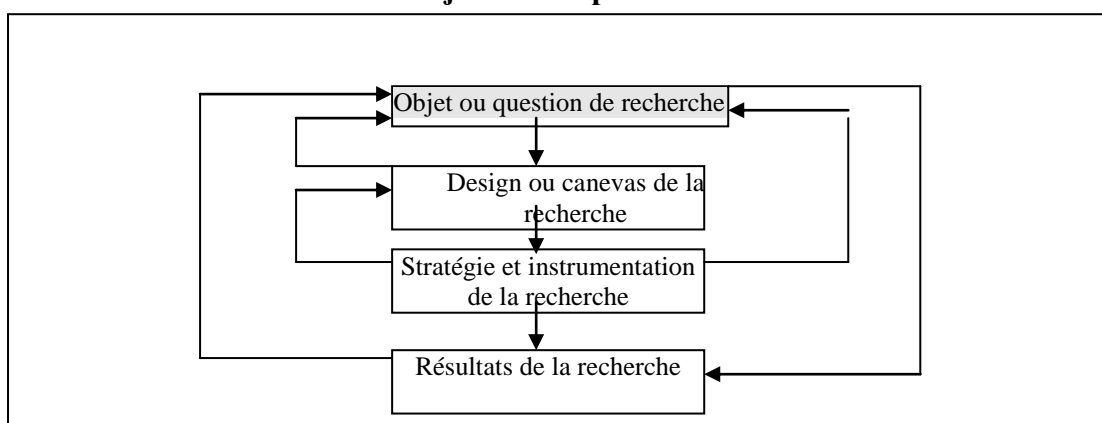 Objet ou question de recherche
Design ou canevas de la
recherche
Stratégie et instrumentation
de la recherche
Résultats de la recherche